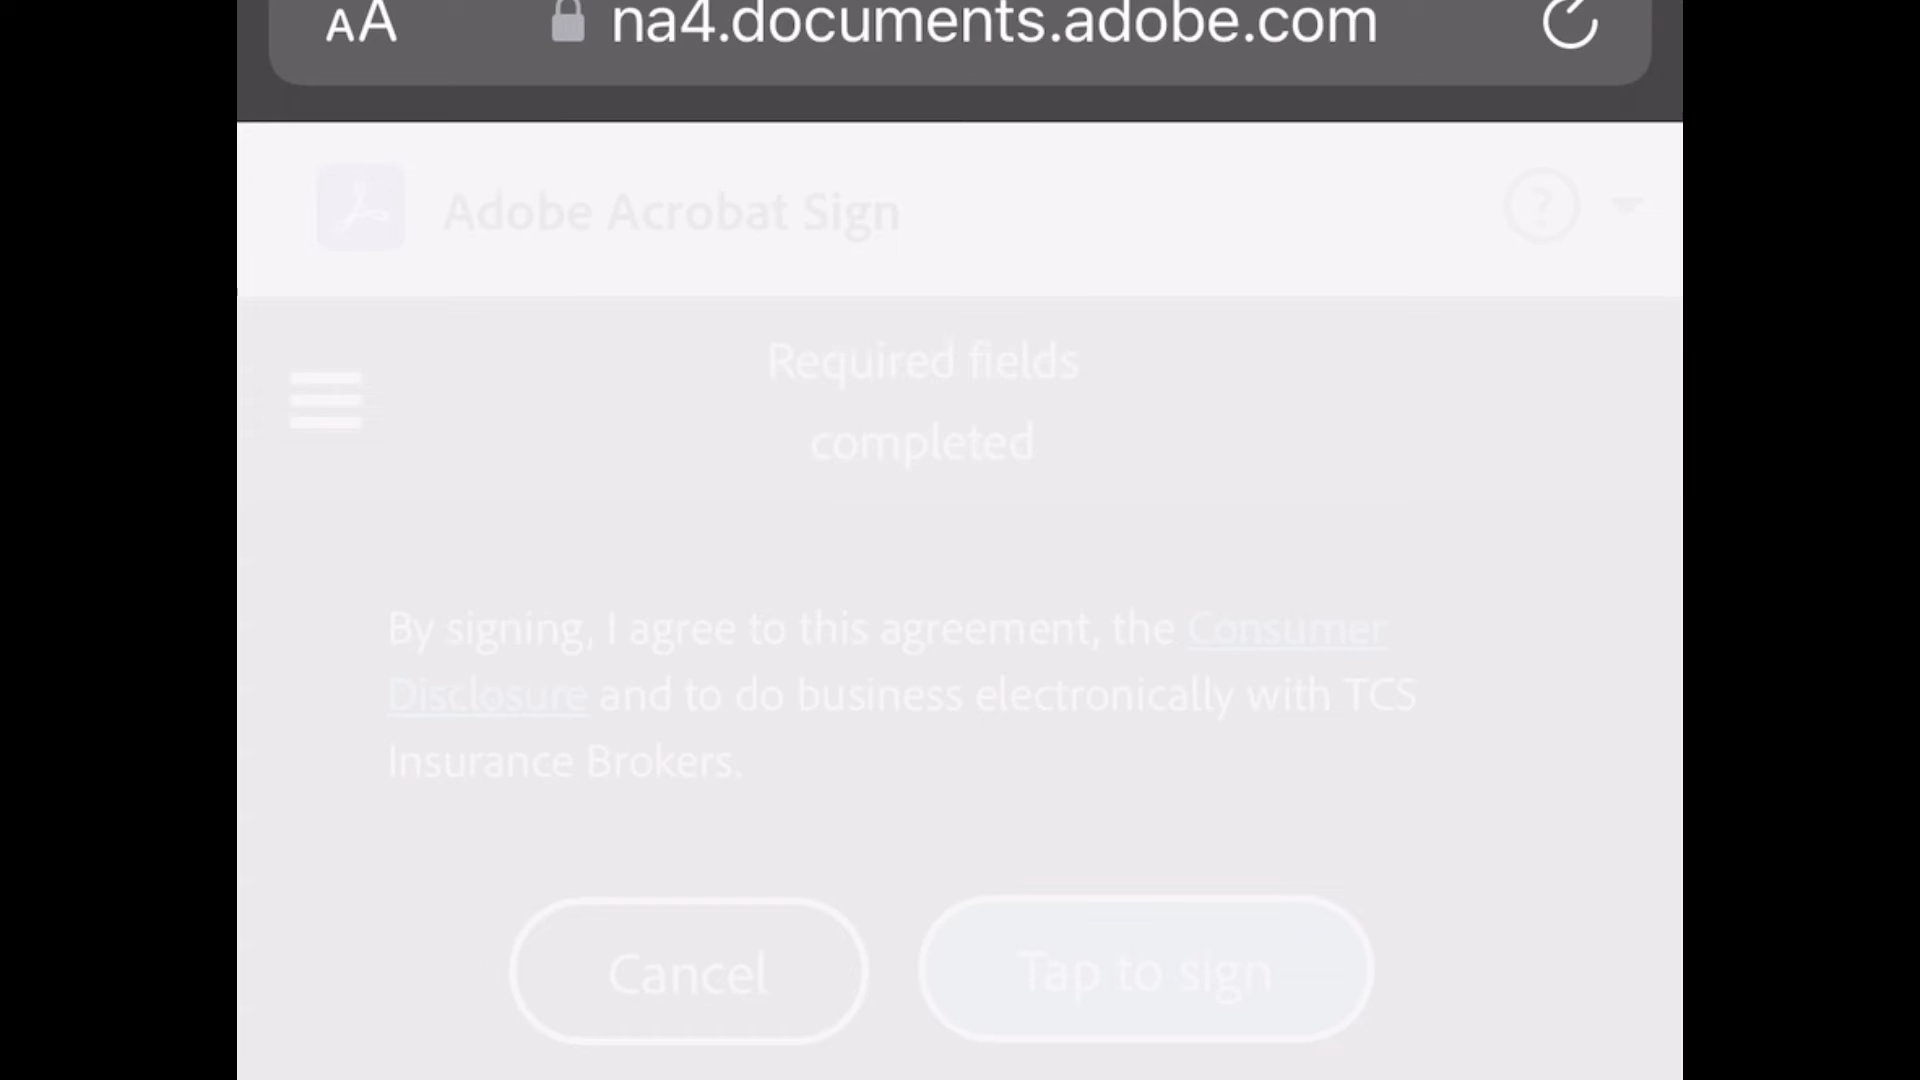 AA na4.documents.adobe.com
Adobe Acrobat Sign ?
Required fields
completed
By signing, I agree to this agreement, the Consumer
Disclosure and to do business electronically with TCS
Insurance Brokers.
Cancel Tap to sign